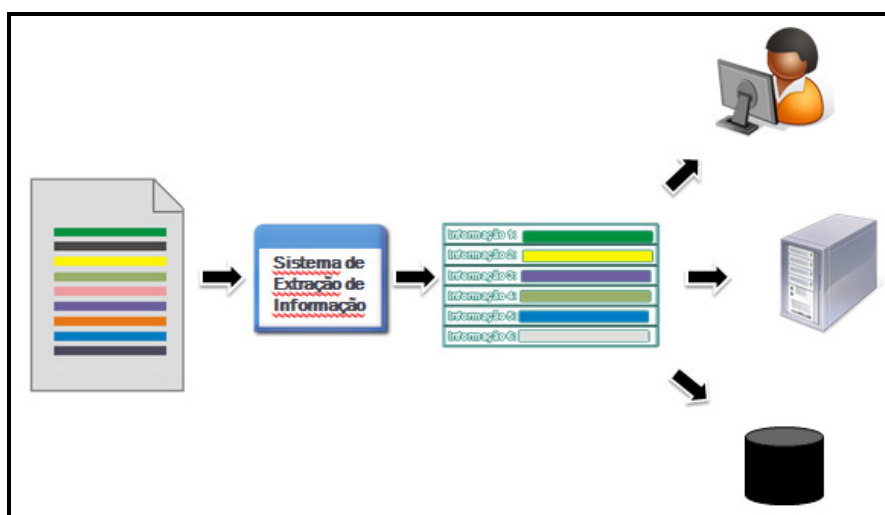 Sistema de
Extração de
Informação
Informação 1:
Informação 2:
Informação 3:
Informação 4:
Informação 5:
Informação 6: